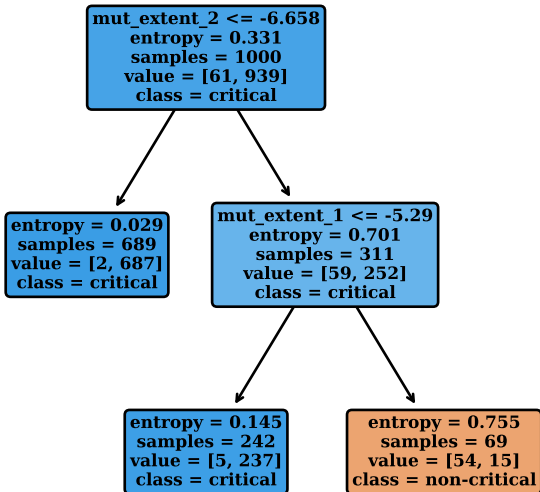 mut_extent_2 <= -6.658
entropy = 0.331
samples = 1000
value = [61, 939]
class = critical
entropy = 0.029
samples = 689
value = [2, 687]
class = critical
mut_extent_1 <= -5.29
entropy = 0.701
samples = 311
value = [59, 252]
class = critical
entropy = 0.145
samples = 242
value = [5, 237]
class = critical
entropy = 0.755
samples = 69
value = [54, 15]
class = non-critical